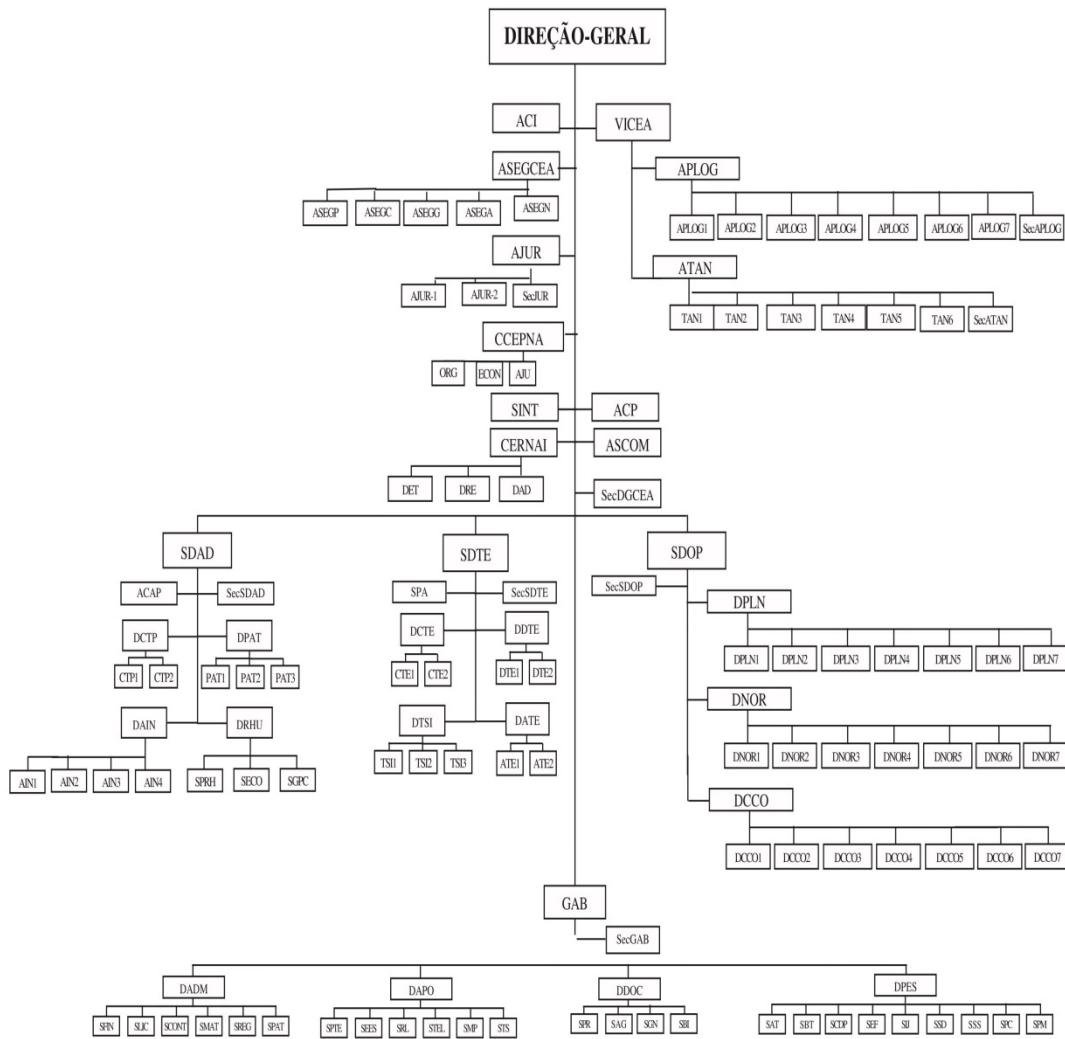 DIREÇÃO-GERAL
ACI VICEA
ASEGCEA APLOG
ASEGP ASEGC ASEGG ASEGA ASEGN
APLOG1 APLOG2 APLOG3 APLOG4 APLOG5 APLOG6 APLOG7 SecAPLOG
AJUR ATAN
AJUR-1 AJUR-2 SecJUR
TAN1 TAN2 TAN3 TAN4 TAN5 TAN6 SecATAN
CCEPNA
ORG ECON AJU
SINT ACP
CERNAI ASCOM
DET DRE DAD
SecDGCEA
SDAD SDTE SDOP
ACAP SecSDAD SPA SecSDTE SecSDOP
DPLN
DCTP DPAT DCTE DDTE
CTP1 CTP2 PAT1 PAT2 PAT3 CTE1 CTE2 DTE1 DTE2
DPLN1 DPLN2 DPLN3 DPLN4 DPLN5 DPLN6 DPLN7
DNOR
DAIN DRHU DTSI DATE
AIN1 AIN2 AIN3 AIN4 SPRH SECO SGPC TSI1 TSI2 TSI3 ATE1 ATE2
DNOR1 DNOR2 DNOR3 DNOR4 DNOR5 DNOR6 DNOR7
DCCO
DCCO1 DCCO2 DCCO3 DCCO4 DCCO5 DCCO6 DCCO7
GAB
SecGAB
DADM DAPO DDOC DPES
SFIN SLIC SCONT SMAT SREG SPAT SPTE SEES SRL STEL SMP STS SPR SAG SGN SBI SAT SBT SCDP SEF SIJ SSD SSS SPC SPM